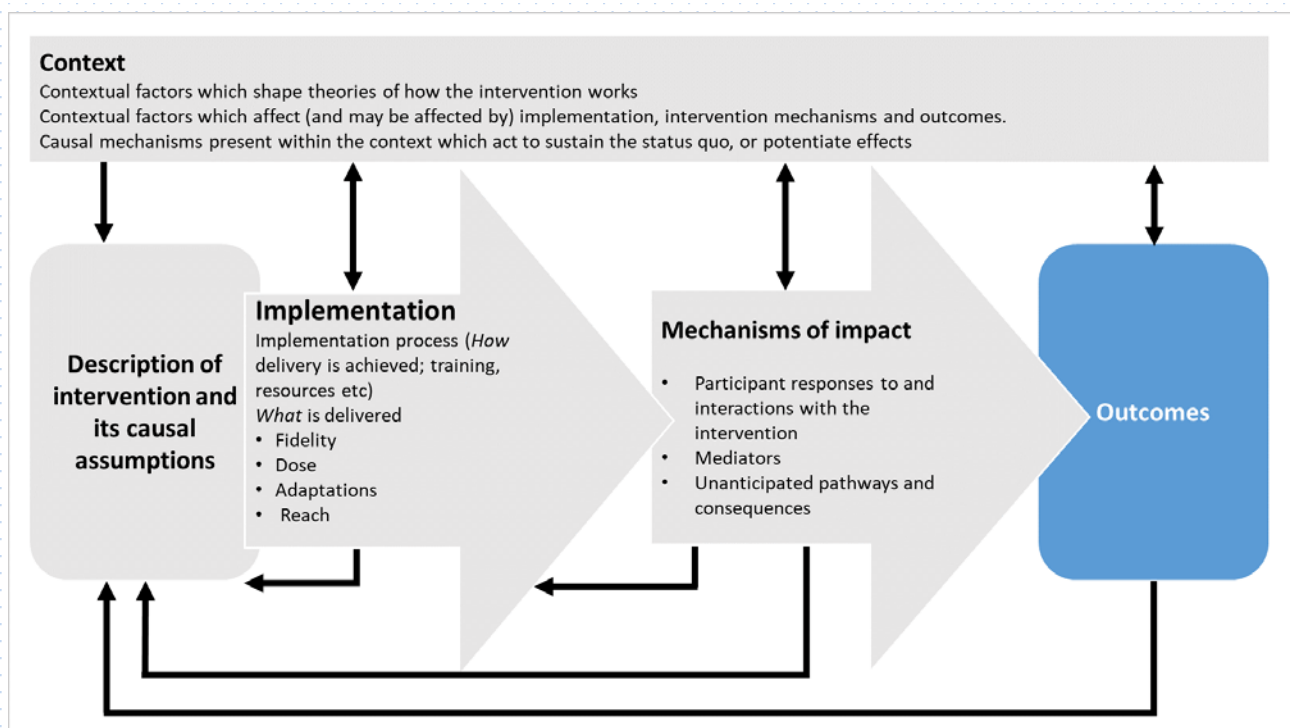 Context
Contextual factors which shape theories of how the intervention works
Contextual factors which affect (and may be affected by) implementation, intervention mechanisms and outcomes.
Causal mechanisms present within the context which act to sustain the status quo, or potentiate effects
Description of
intervention and
its causal
assumptions
Implementation
Implementation process (How
delivery is achieved; training,
resources etc)
What is delivered
• Fidelity
• Dose
• Adaptations
• Reach
Mechanisms of impact
• Participant responses to and
interactions with the
intervention
• Mediators
• Unanticipated pathways and
consequences
Outcomes